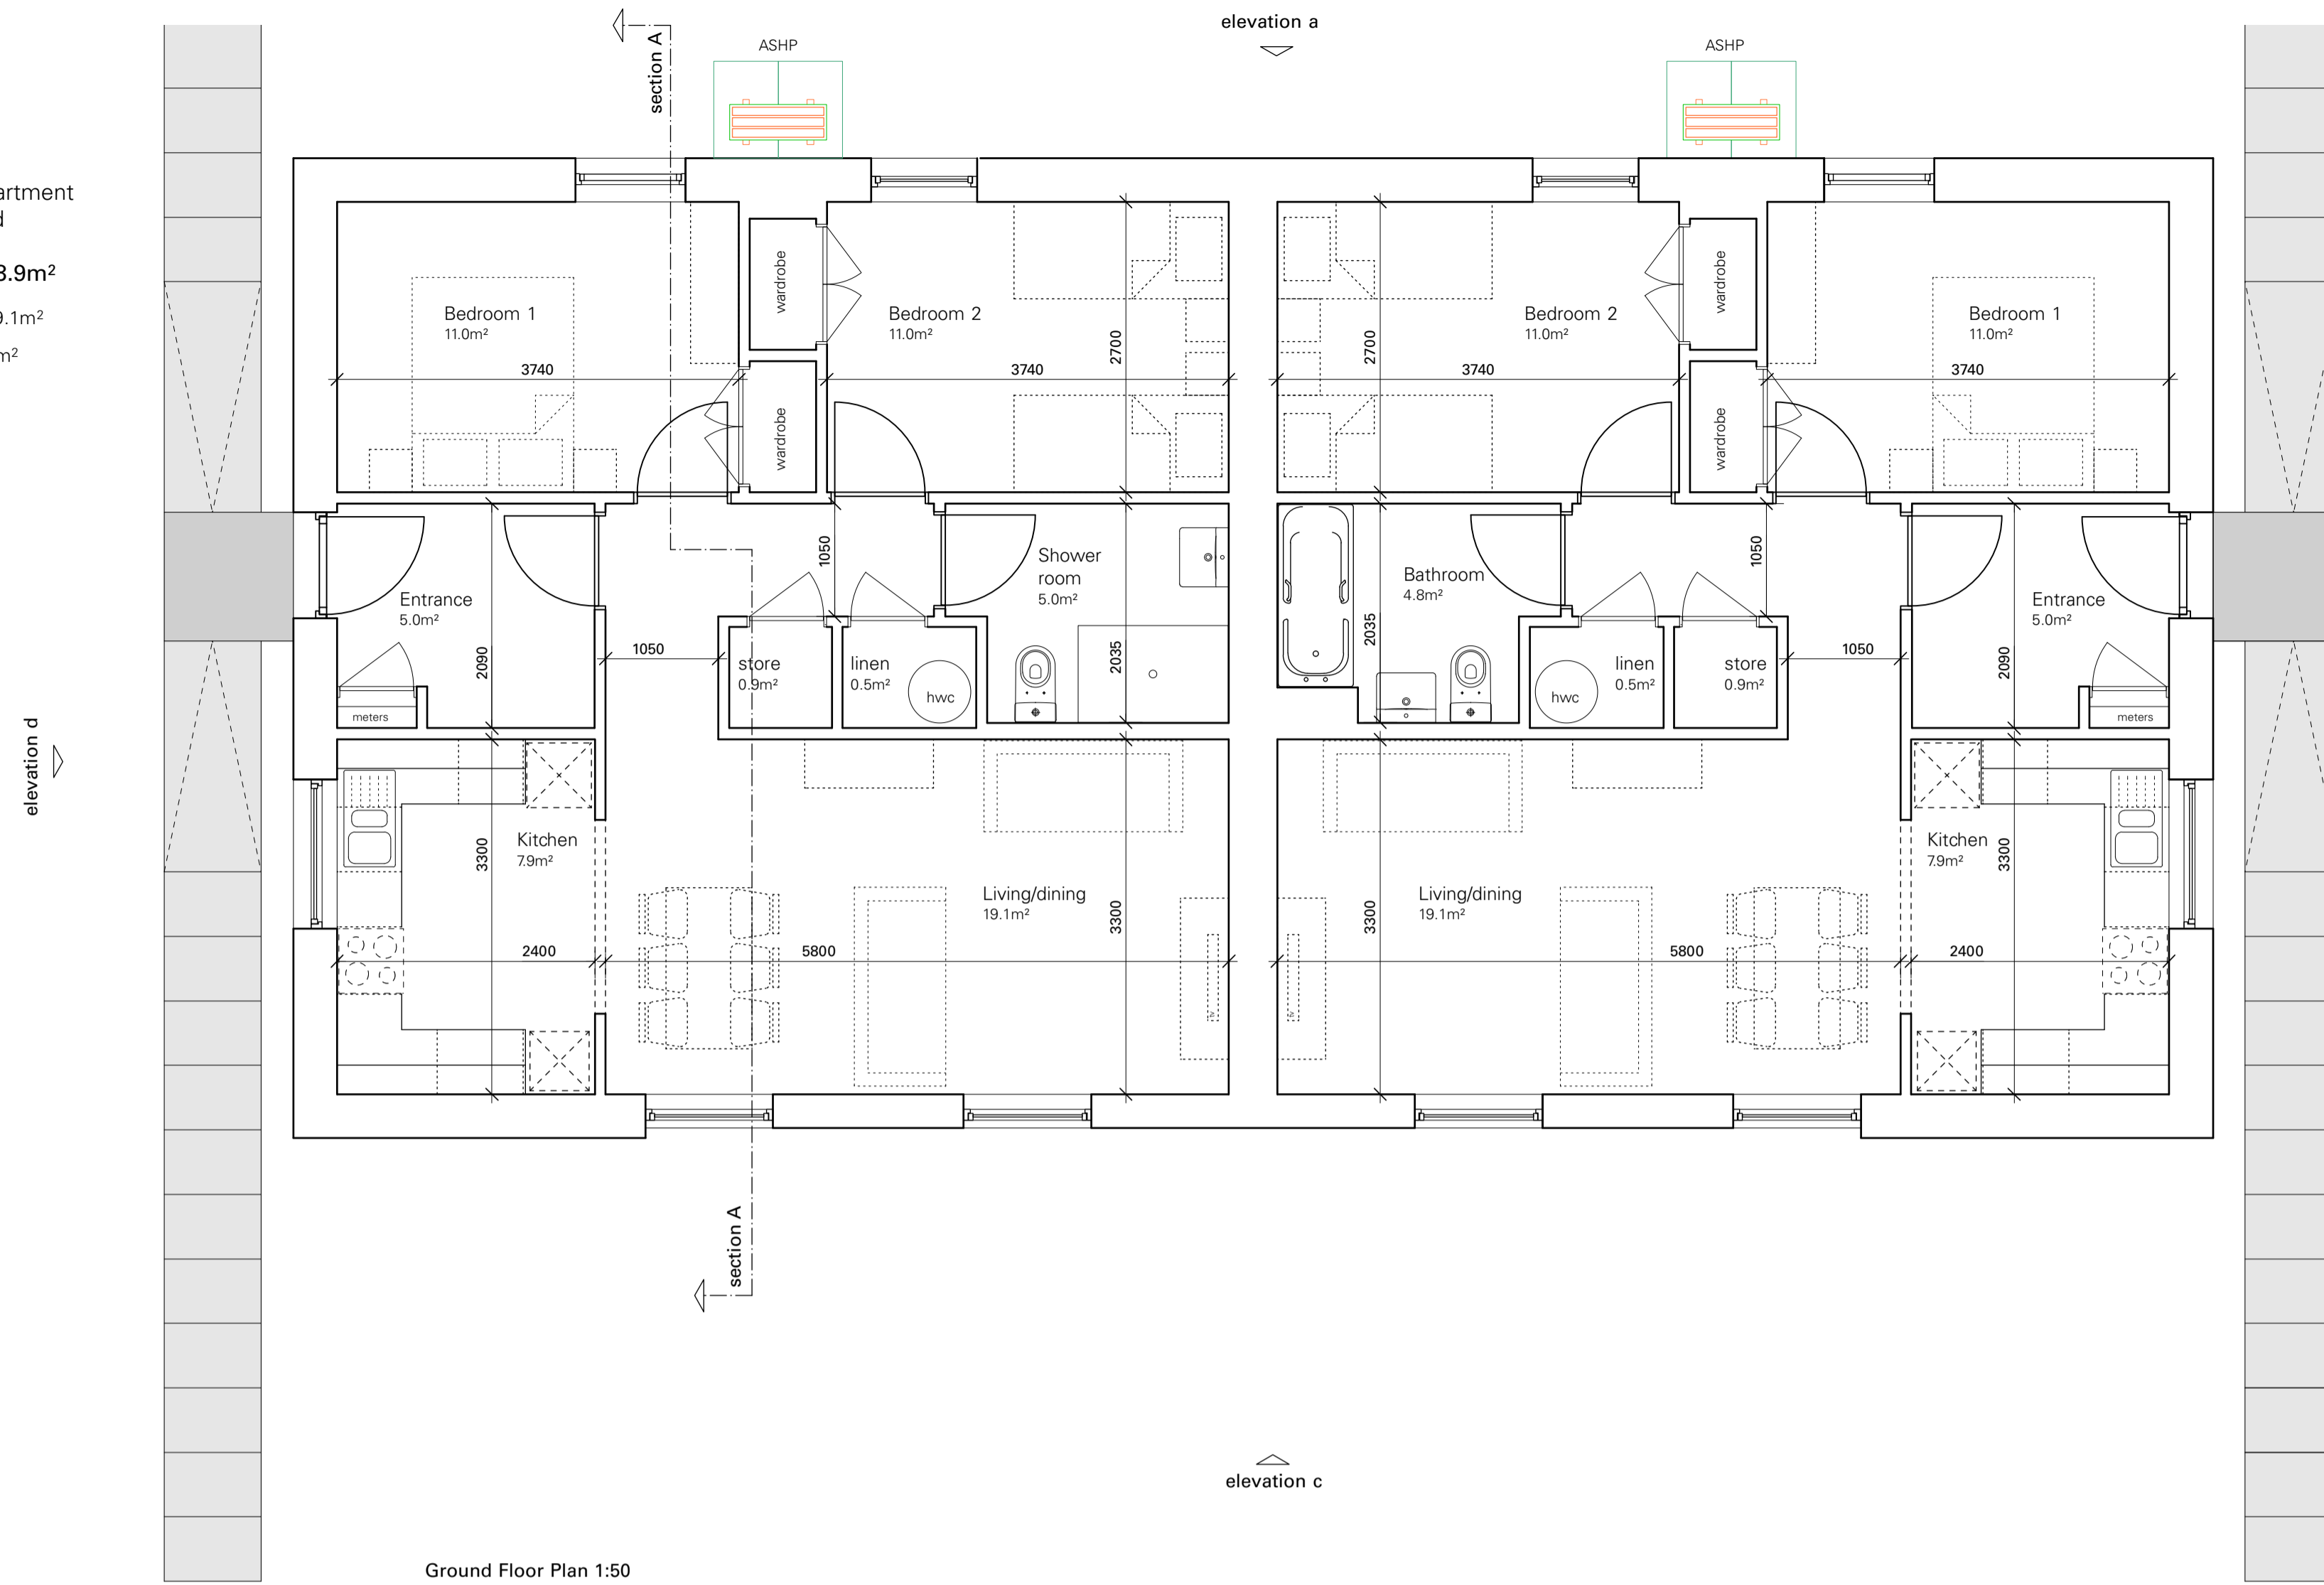 elevation a
section A
ASHP
ASHP
artment
3.9m²
9.1m²
m²
Bedroom 1
11.0m²
3740
wardrobe
wardrobe
Bedroom 2
11.0m²
3740
2700
2700
Bedroom 2
11.0m²
3740
wardrobe
wardrobe
Bedroom 1
11.0m²
3740
Entrance
5.0m²
2090
meters
1050
1050
store
0.9m²
linen
0.5m²
hwc
Shower
room
5.0m²
2035
2035
Bathroom
4.8m²
hwc
linen
0.5m²
store
0.9m²
1050
1050
Entrance
5.0m²
2090
meters
elevation d
Kitchen
7.9m²
3300
2400
5800
Living/dining
19.1m²
3300
tv
tv
3300
Living/dining
19.1m²
5800
Kitchen
7.9m²
3300
2400
section A
elevation c
Ground Floor Plan 1:50